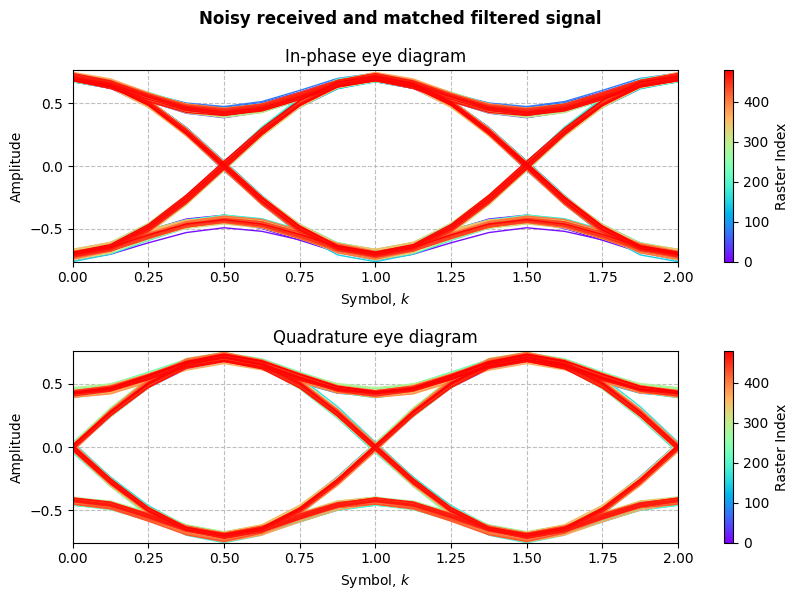 Noisy received and matched filtered signal
In-phase eye diagram
Amplitude
0.5
0.0
−0.5
0.00 0.25 0.50 0.75 1.00 1.25 1.50 1.75 2.00
Symbol, k
400
300
200
100
0
Raster Index
Quadrature eye diagram
Amplitude
0.5
0.0
−0.5
0.00 0.25 0.50 0.75 1.00 1.25 1.50 1.75 2.00
Symbol, k
400
300
200
100
0
Raster Index